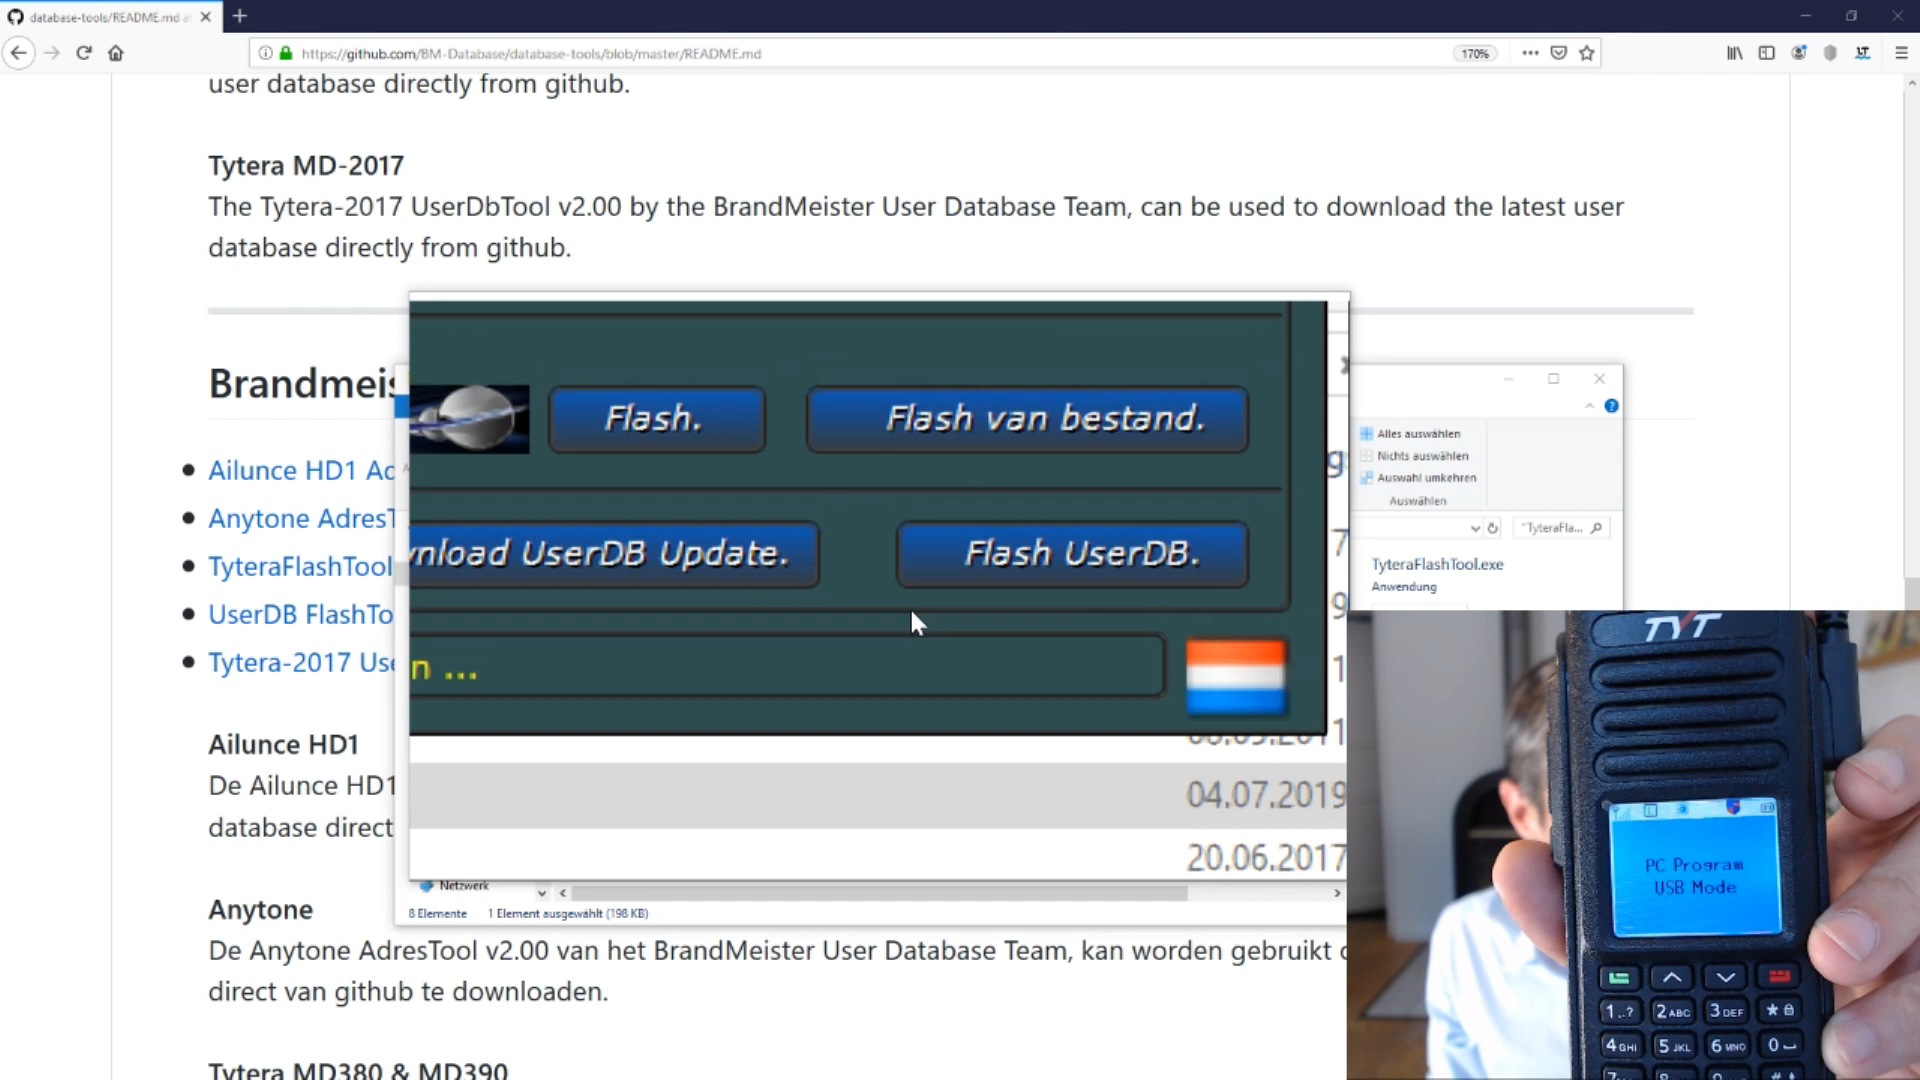 database-tools/README.md at
https://github.com/BM-Database/database-tools/blob/master/README.md
170%
user database directly from github.
Tytera MD-2017
The Tytera-2017 UserDbTool v2.00 by the BrandMeister User Database Team, can be used to download the latest user
database directly from github.
Brandmeis
Ailunce HD1
Anytone
TyteraFlashTool
UserDB
Tytera-2017
Ailunce HD1
De Ailunce HD1
database direct
Anytone
De Anytone AdresTool v2.00 van het BrandMeister User Database Team, kan worden gebruikt
direct van github te downloaden.
Tytera MD380 & MD390
Flash.
Flash van bestand.
nload UserDB Update.
Flash UserDB.
n ...
04.07.2019
20.06.2017
Netzwerk
8 Elemente
1 Element ausgewählt (198 KB)
Alles auswählen
Nichts auswählen
Auswahl umkehren
Auswählen
"TyteraFla...
TyteraFlashTool.exe
Anwendung
TYT
PC Program
USB Mode
1..?
2 ABC
3 DEF
*
4 GHI
5 JKL
6 MNO
0